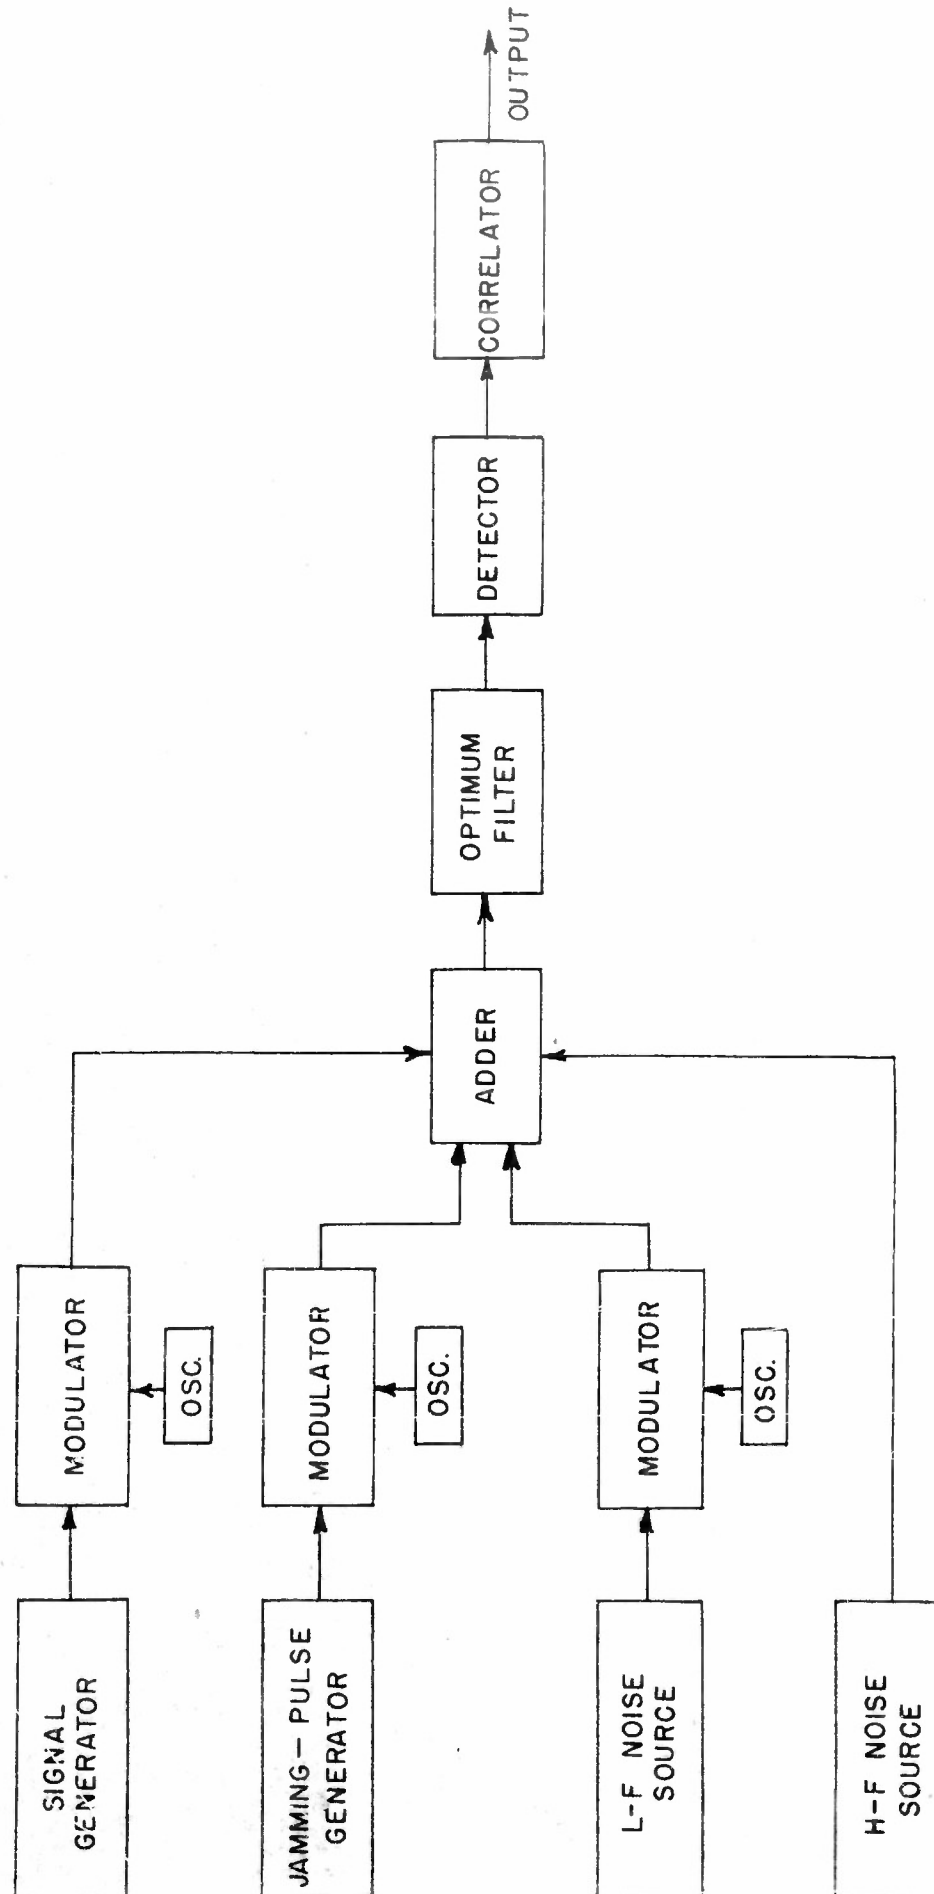 SIGNAL
GENERATOR
MODULATOR
OSC.
JAMMING — PULSE
GENERATOR
MODULATOR
OSC.
L-F NOISE
SOURCE
MODULATOR
OSC.
H-F NOISE
SOURCE
ADDER
OPTIMUM
FILTER
DETECTOR
CORRELATOR
OUTPUT